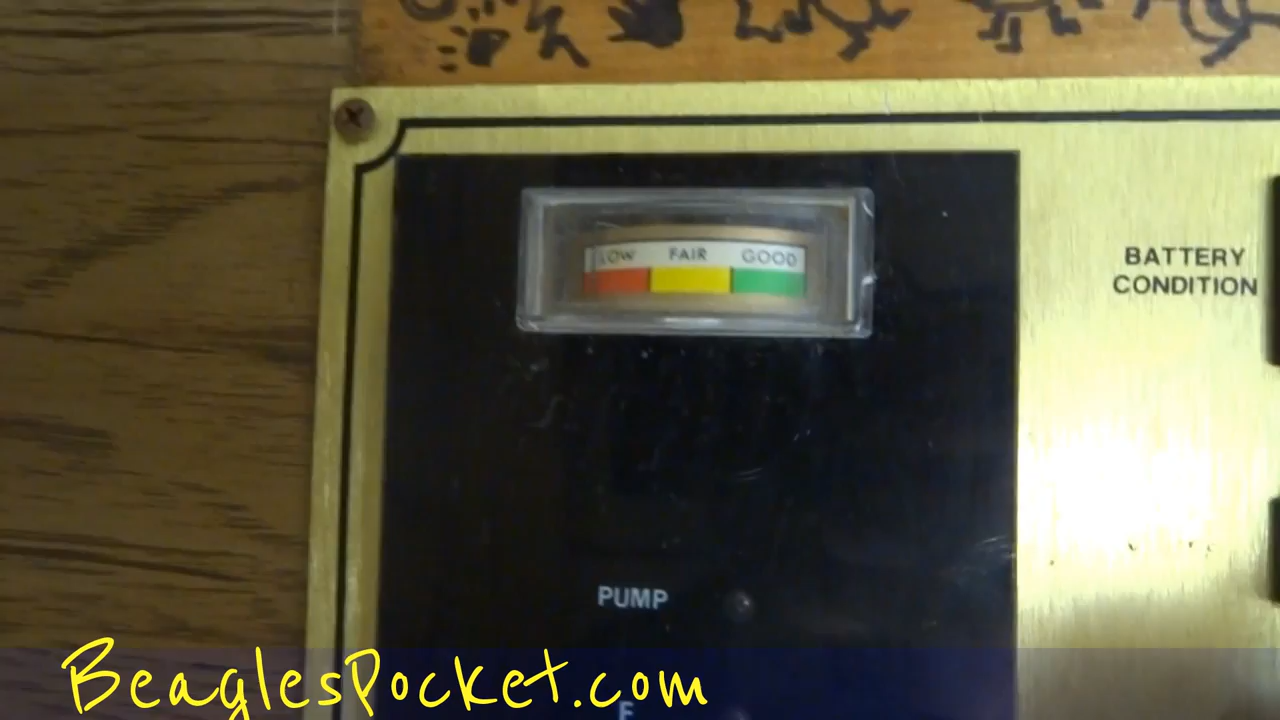 LOW FAIR GOOD
BATTERY
CONDITION
PUMP
F
BeaglesPocket.com